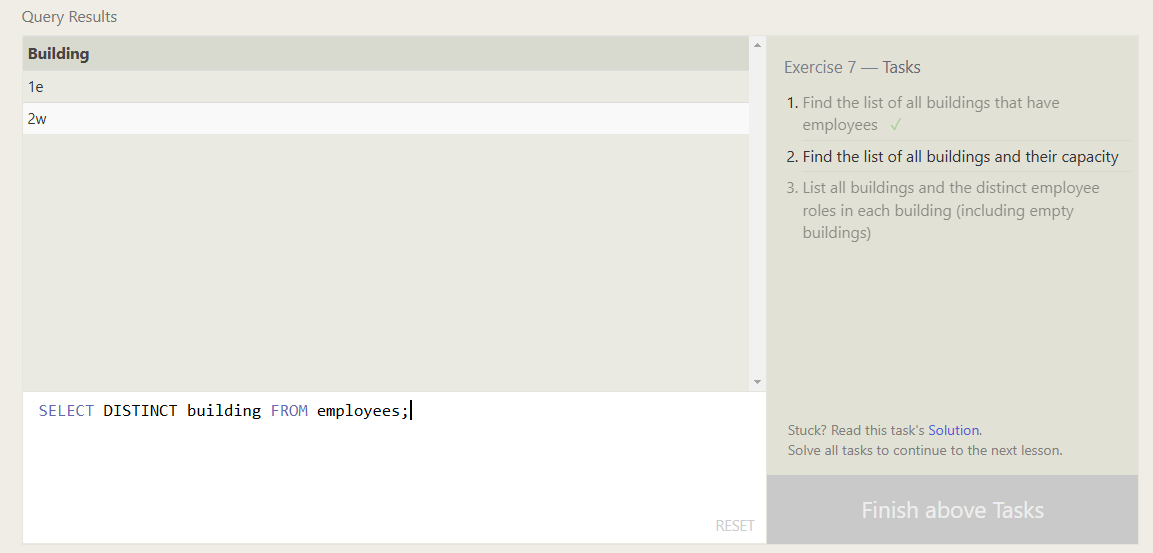 Query Results
Building
1e
2w
SELECT DISTINCT building FROM employees;
RESET
Exercise 7 — Tasks
1. Find the list of all buildings that have
employees ✓
2. Find the list of all buildings and their capacity
3. List all buildings and the distinct employee
roles in each building (including empty
buildings)
Stuck? Read this task's Solution.
Solve all tasks to continue to the next lesson.
Finish above Tasks